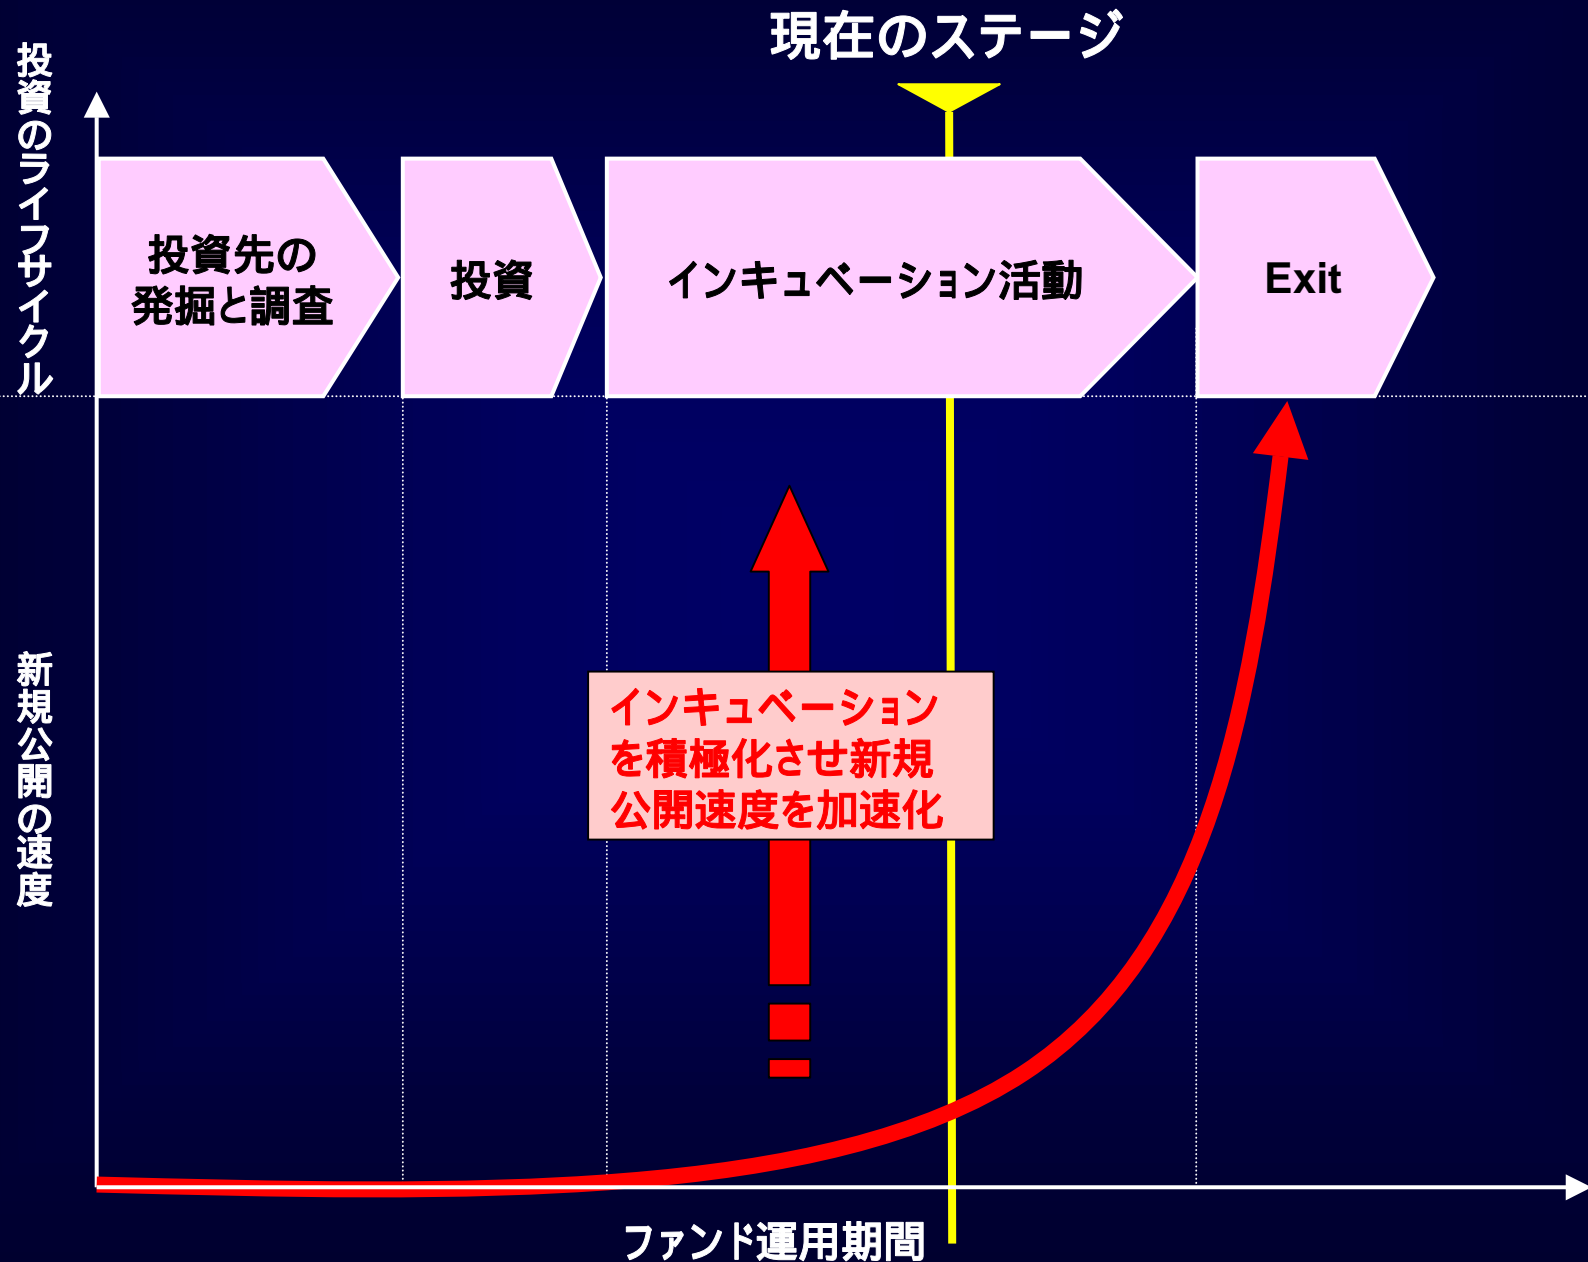 現在のステージ
投資のライフサイクル
投資先の
発掘と調査
投資
インキュベーション活動
Exit
インキュベーション
を積極化させ新規
公開速度を加速化
新規公開の速度
ファンド運用期間